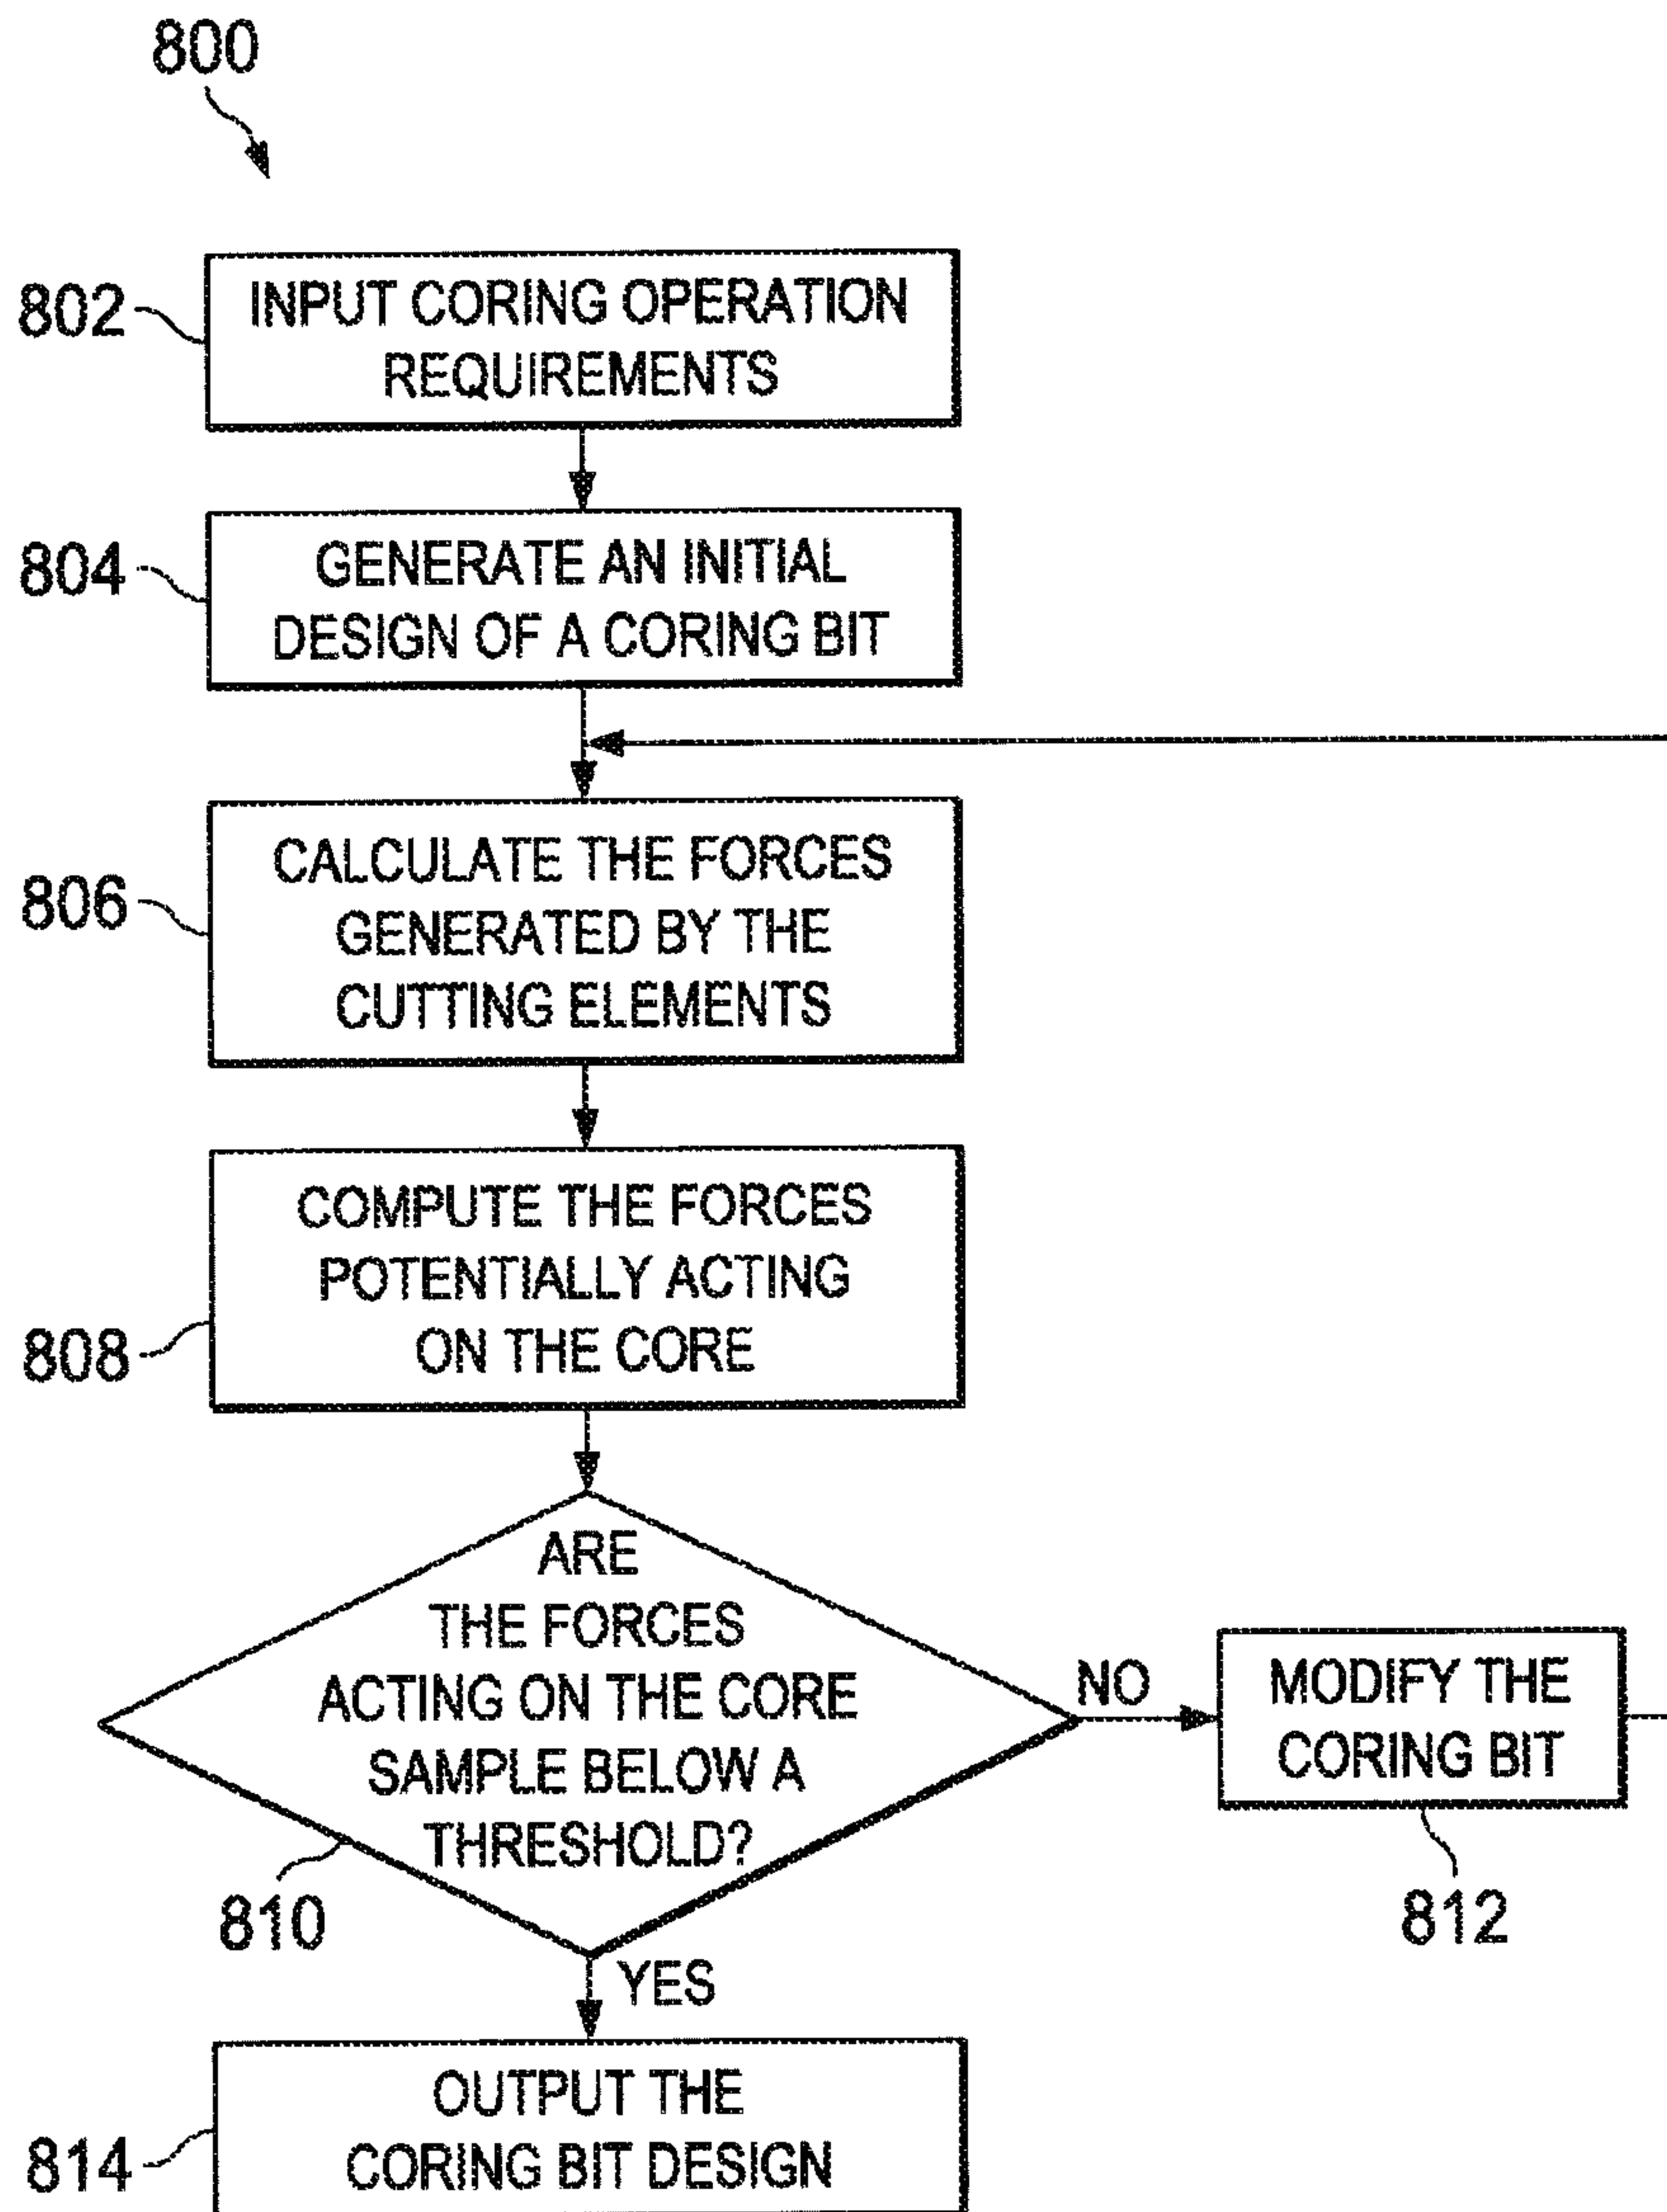 800
802
INPUT CORING OPERATION
REQUIREMENTS
804
GENERATE AN INITIAL
DESIGN OF A CORING BIT
806
CALCULATE THE FORCES
GENERATED BY THE
CUTTING ELEMENTS
808
COMPUTE THE FORCES
POTENTIALLY ACTING
ON THE CORE
ARE
THE FORCES
ACTING ON THE CORE
SAMPLE BELOW A
THRESHOLD?
810
NO
MODIFY THE
CORING BIT
812
YES
814
OUTPUT THE
CORING BIT DESIGN